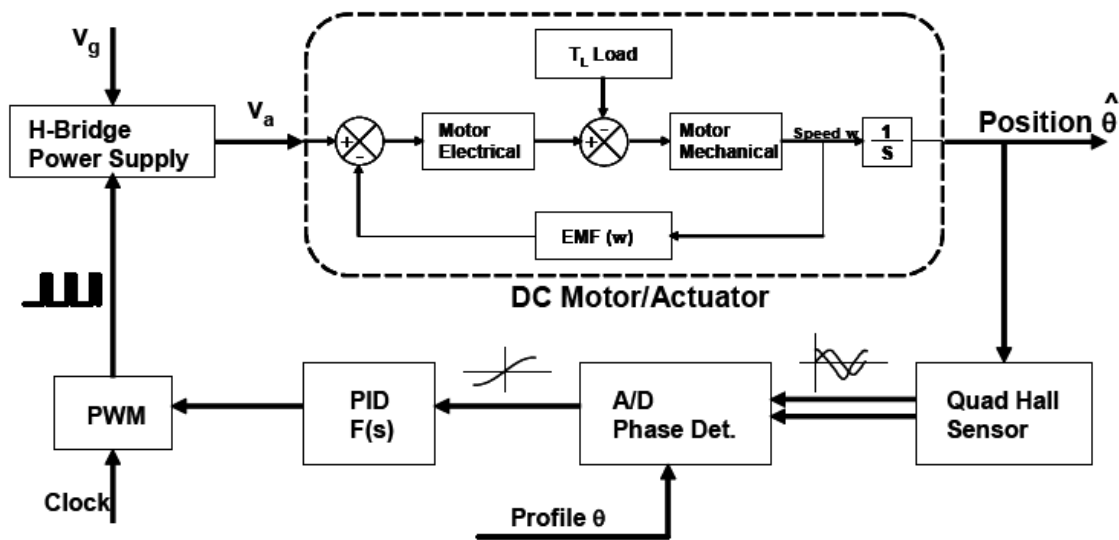 Vg
H-Bridge
Power Supply
Va
TL Load
+
-
Motor
Electrical
+
-
Motor
Mechanical
Speed w
1
S
Position θ̂
EMF (w)
DC Motor/Actuator
PWM
PID
F(s)
A/D
Phase Det.
Quad Hall
Sensor
Clock
Profile θ